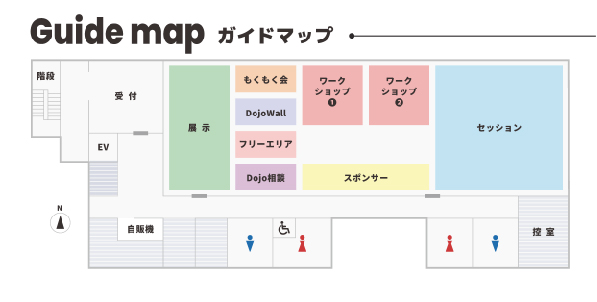 Guide map ガイドマップ
階段
受付
EV
展示
もくもく会
DojoWall
フリーエリア
Dojo相談
ワーク
ショップ
❶
ワーク
ショップ
❷
スポンサー
セッション
N
自販機
控室